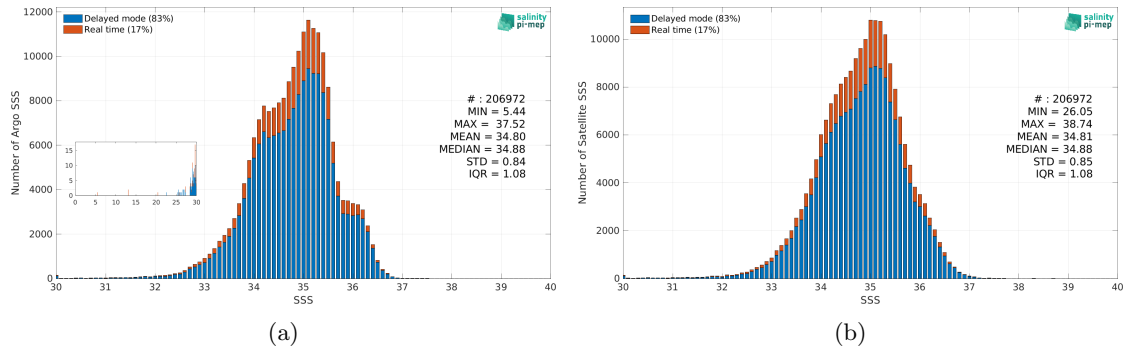 Delayed mode (83%)
Real time (17%)
salinity
pi-mep
Number of Argo SSS
12000
10000
8000
6000
4000
2000
0
# : 206972
MIN = 5.44
MAX = 37.52
MEAN = 34.80
MEDIAN = 34.88
STD = 0.84
IQR = 1.08
15
10
5
0
0 5 10 15 20 25 30
30 31 32 33 34 35 36 37 38 39 40
SSS
(a)
Delayed mode (83%)
Real time (17%)
salinity
pi-mep
Number of Satellite SSS
10000
8000
6000
4000
2000
0
# : 206972
MIN = 26.05
MAX = 38.74
MEAN = 34.81
MEDIAN = 34.88
STD = 0.85
IQR = 1.08
30 31 32 33 34 35 36 37 38 39 40
SSS
(b)